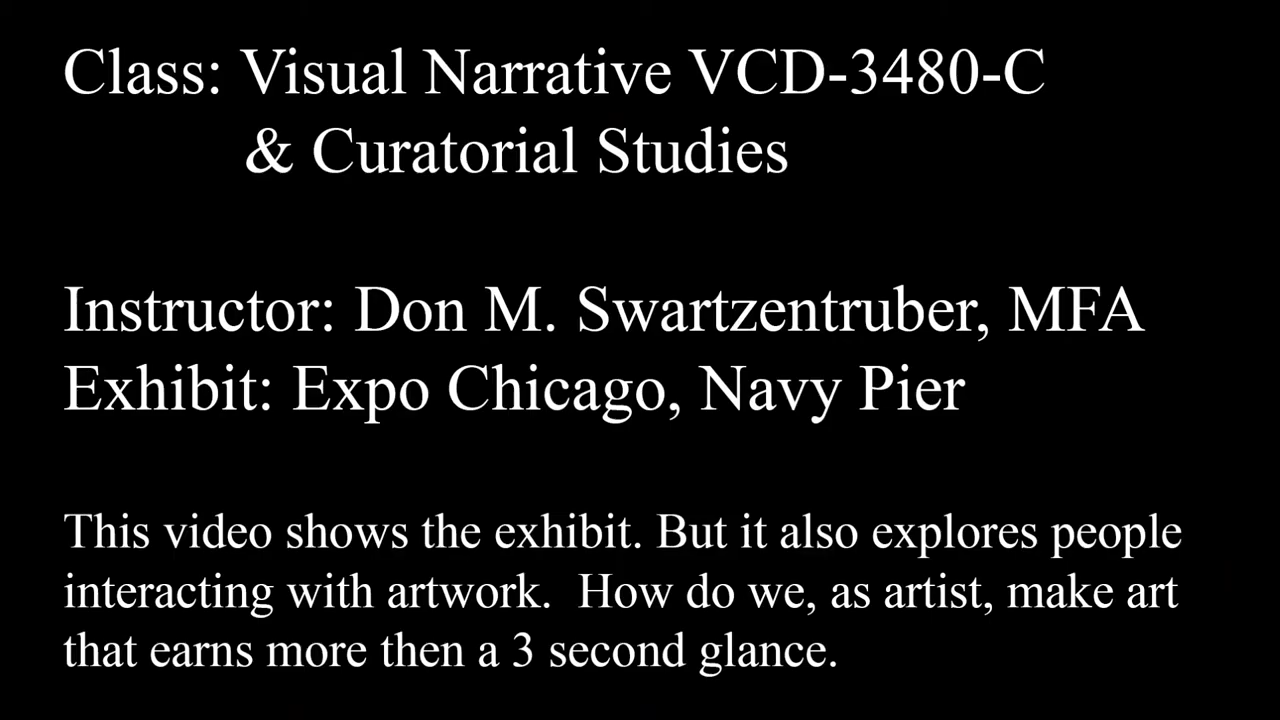 Class: Visual Narrative VCD-3480-C
& Curatorial Studies
Instructor: Don M. Swartzentruber, MFA
Exhibit: Expo Chicago, Navy Pier
This video shows the exhibit. But it also explores people
interacting with artwork.  How do we, as artist, make art
that earns more then a 3 second glance.